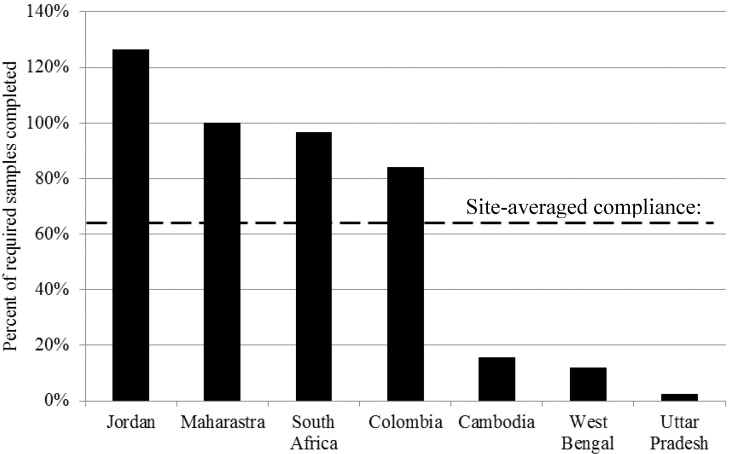 140%
120%
100%
80%
60%
40%
20%
0%
Percent of required samples completed
Site-averaged compliance:
Jordan
Maharastra
South
Africa
Colombia
Cambodia
West
Bengal
Uttar
Pradesh